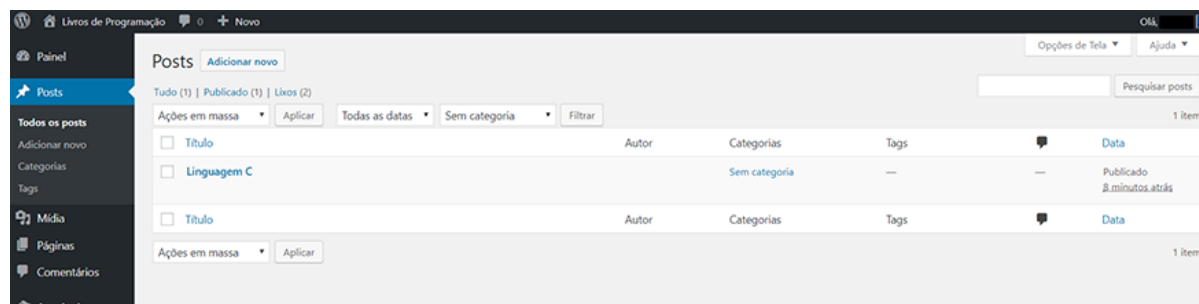 Livros de Programação 0 Novo Olá,
Painel
Posts
Todos os posts
Adicionar novo
Categorias
Tags
Mídia
Páginas
Comentários
Opções de Tela Ajuda
Posts Adicionar novo
Tudo (1) | Publicado (1) | Lixos (2)
Pesquisar posts
Ações em massa Aplicar Todas as datas Sem categoria Filtrar 1 item
Título Autor Categorias Tags Data
Linguagem C Sem categoria — — Publicado
8 minutos atrás
Título Autor Categorias Tags Data
Ações em massa Aplicar 1 item